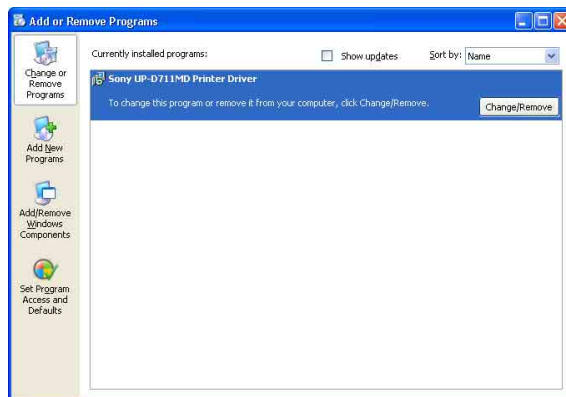 Add or Remove Programs
Change or
Remove
Programs
Currently installed programs:
Show updates
Sort by:
Name
Sony UP-D711MD Printer Driver
To change this program or remove it from your computer, click Change/Remove.
Change/Remove
Add New
Programs
Add/Remove
Windows
Components
Set Program
Access and
Defaults